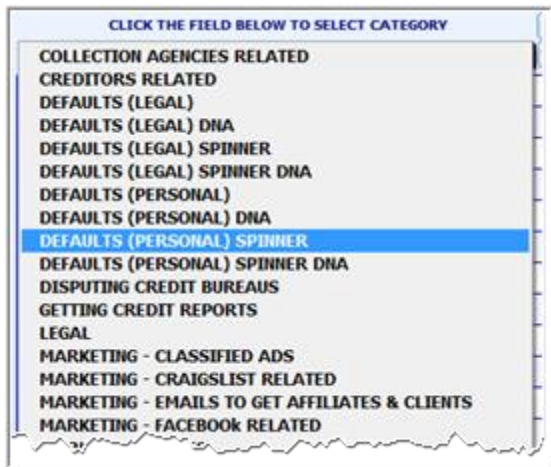 CLICK THE FIELD BELOW TO SELECT CATEGORY
COLLECTION AGENCIES RELATED
CREDITORS RELATED
DEFAULTS (LEGAL)
DEFAULTS (LEGAL) DNA
DEFAULTS (LEGAL) SPINNER
DEFAULTS (LEGAL) SPINNER DNA
DEFAULTS (PERSONAL)
DEFAULTS (PERSONAL) DNA
DEFAULTS (PERSONAL) SPINNER
DEFAULTS (PERSONAL) SPINNER DNA
DISPUTING CREDIT BUREAUS
GETTING CREDIT REPORTS
LEGAL
MARKETING - CLASSIFIED ADS
MARKETING - CRAIGSLIST RELATED
MARKETING - EMAILS TO GET AFFILIATES & CLIENTS
MARKETING - FACEBOOk RELATED